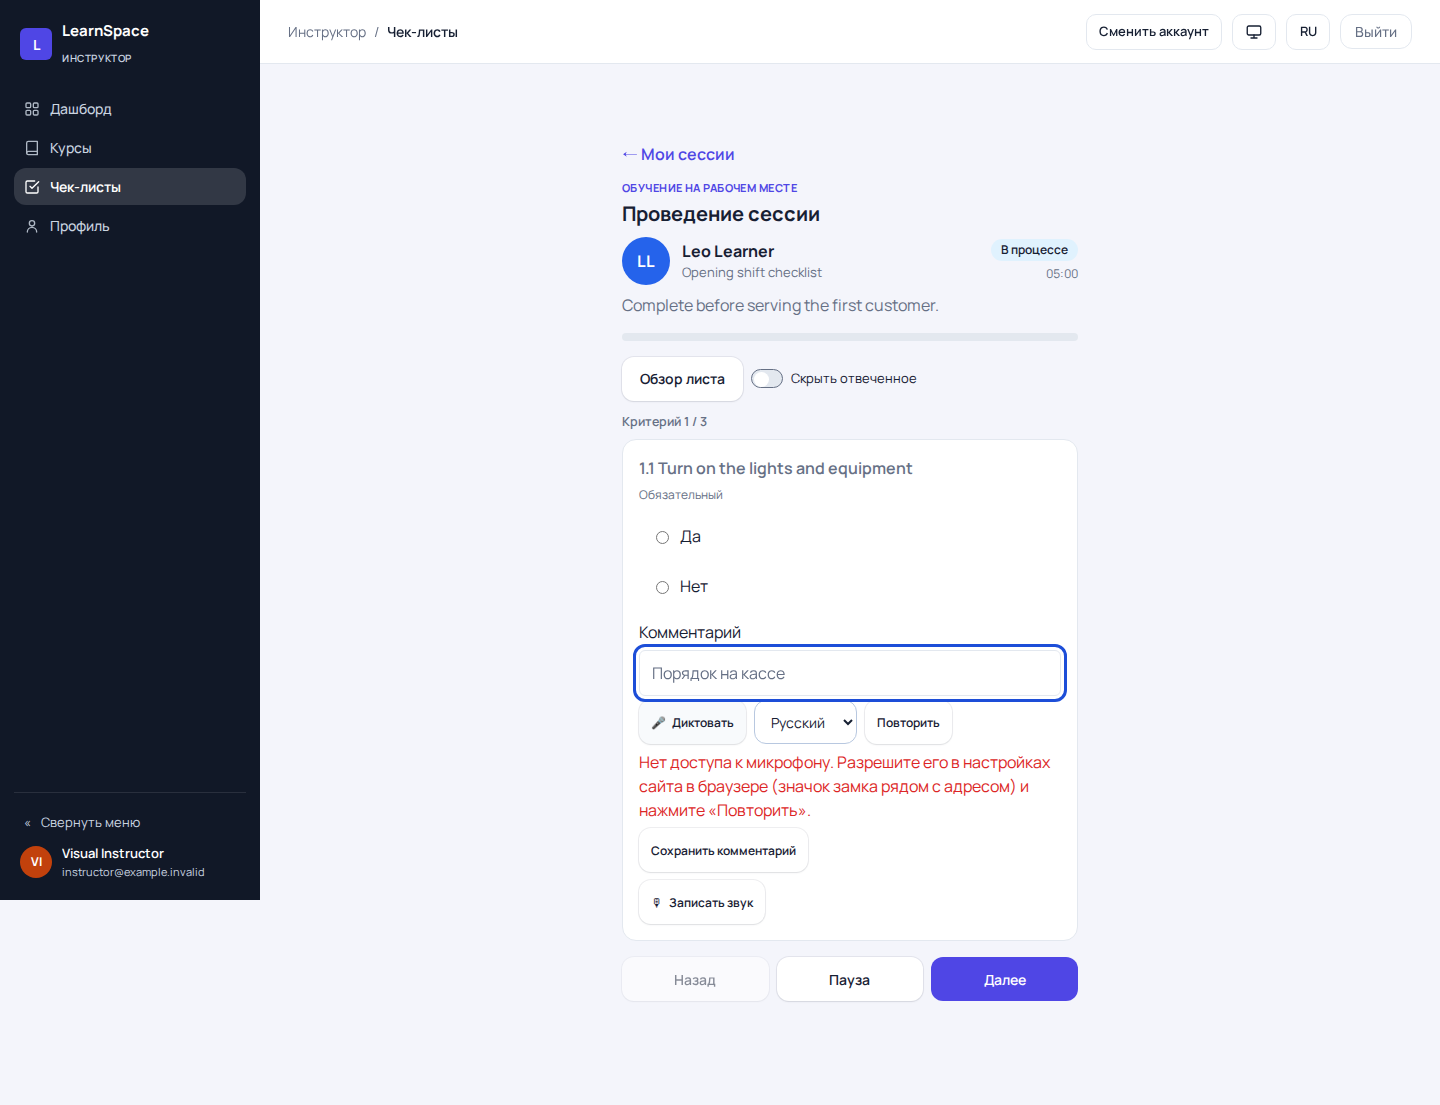 L
LearnSpace
ИНСТРУКТОР
Дашборд
Курсы
Чек-листы
Профиль
« Свернуть меню
VI
Visual Instructor
instructor@example.invalid
Инструктор / Чек-листы
Сменить аккаунт
RU
Выйти
← Мои сессии
ОБУЧЕНИЕ НА РАБОЧЕМ МЕСТЕ
Проведение сессии
LL
Leo Learner
Opening shift checklist
В процессе
05:00
Complete before serving the first customer.
Обзор листа
Скрыть отвеченное
Критерий 1 / 3
1.1 Turn on the lights and equipment
Обязательный
Да
Нет
Комментарий
Порядок на кассе
Диктовать
Русский
Повторить
Нет доступа к микрофону. Разрешите его в настройках
сайта в браузере (значок замка рядом с адресом) и
нажмите «Повторить».
Сохранить комментарий
Записать звук
Назад
Пауза
Далее